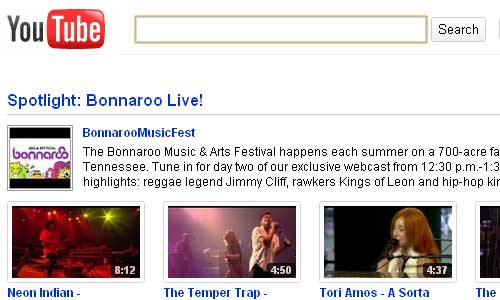 YouTube
Search
Spotlight: Bonnaroo Live!
BonnarooMusicFest
bonnaroo
The Bonnaroo Music & Arts Festival happens each summer on a 700-acre fa
Tennessee. Tune in for day two of our exclusive webcast from 12:30 p.m.-1:3
highlights: reggae legend Jimmy Cliff, rawkers Kings of Leon and hip-hop kin
8:12
4:50
4:37
Neon Indian -
The Temper Trap -
Tori Amos - A Sorta
The